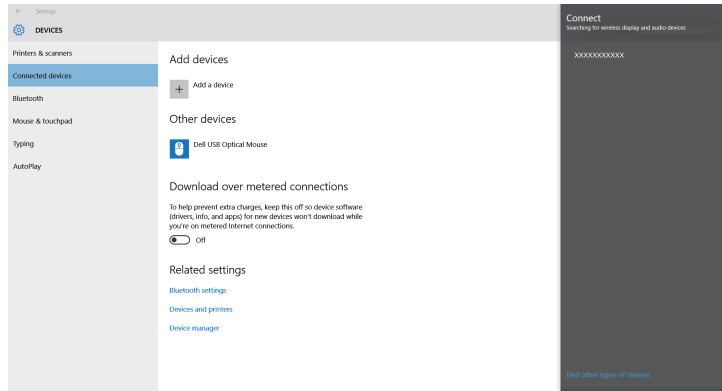 Settings
DEVICES
Printers & scanners
Connected devices
Bluetooth
Mouse & touchpad
Typing
AutoPlay
Add devices
Add a device
Other devices
Dell USB Optical Mouse
Download over metered connections
To help prevent extra charges, keep this off so device software
(drivers, info, and apps) for new devices won't download while
you're on metered Internet connections.
Off
Related settings
Bluetooth settings
Devices and printers
Device manager
Connect
Searching for wireless display and audio devices
XXXXXXXXXXX
Find other types of devices